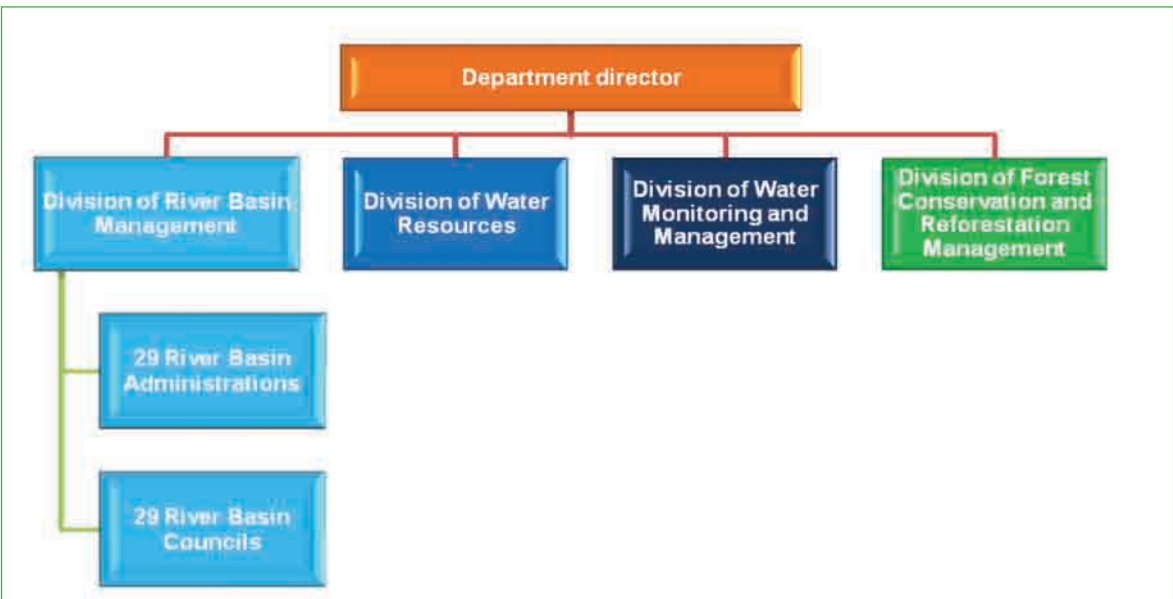 Department director
Division of River Basin
Management
Division of Water
Resources
Division of Water
Monitoring and
Management
Division of Forest
Conservation and
Reforestation
Management
29 River Basin
Administrations
29 River Basin
Councils